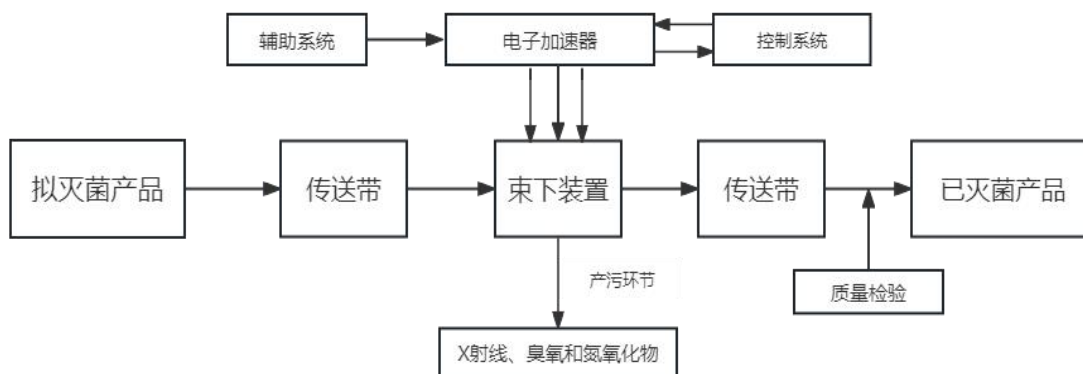 辅助系统
电子加速器
控制系统
拟灭菌产品
传送带
束下装置
传送带
已灭菌产品
产污环节
质量检验
X射线、臭氧和氮氧化物